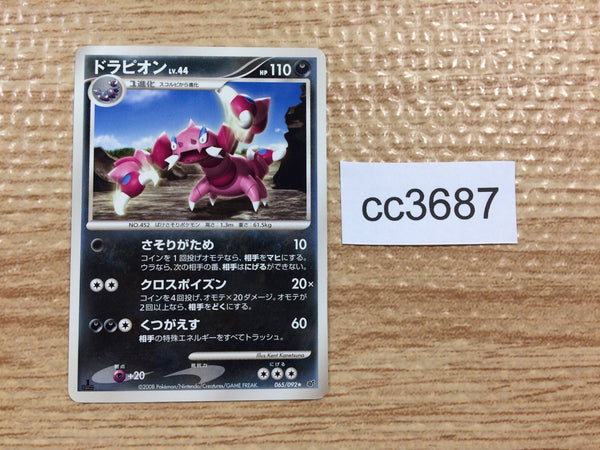 ドラピオン LV.44 HP 110
1進化 スコルピから進化
NO.452 ばけさそりポケモン 高さ:1.3m 重さ:61.5kg
さそりがため 10
コインを1回投げオモテなら、相手をマヒにする。
ウラなら、次の相手の番、相手はにげるができない。
クロスポイズン 20×
コインを4回投げ、オモテ×20ダメージ。オモテが
2回以上なら、相手をどくにする。
くつがえす 60
相手の特殊エネルギーをすべてトラッシュ。
Illus. Kent Kanetsuna
弱点 +20 抵抗力 にげる
©2008 Pokémon/Nintendo/Creatures/GAME FREAK. 065/092★
cc3687